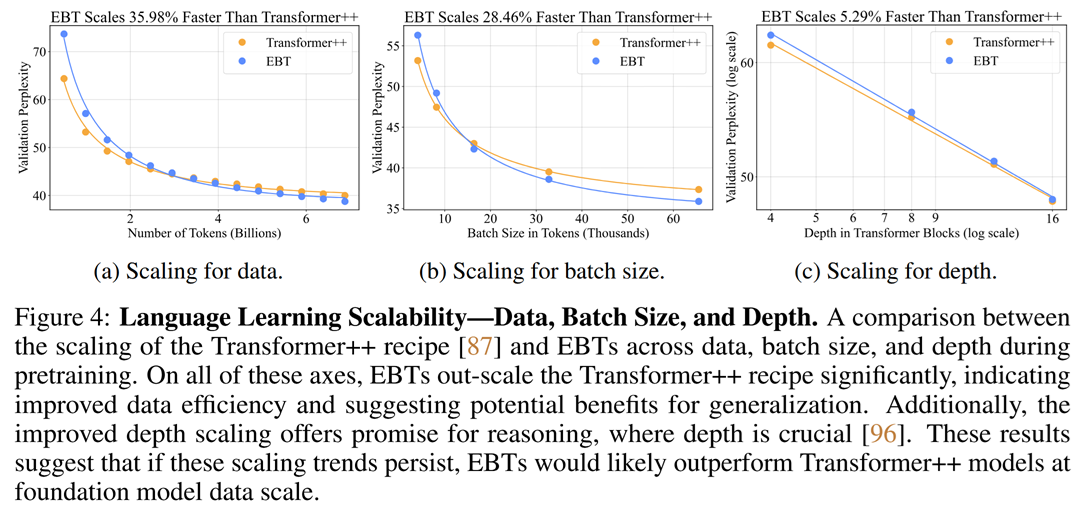 EBT Scales 35.98% Faster Than Transformer++
Validation Perplexity
70
60
50
40
2
4
6
Number of Tokens (Billions)
Transformer++
EBT
(a) Scaling for data.
EBT Scales 28.46% Faster Than Transformer++
Validation Perplexity
55
50
45
40
35
10
20
30
40
50
60
Batch Size in Tokens (Thousands)
Transformer++
EBT
(b) Scaling for batch size.
EBT Scales 5.29% Faster Than Transformer++
Validation Perplexity (log scale)
60
50
4
5
6
7
8
9
16
Depth in Transformer Blocks (log scale)
Transformer++
EBT
(c) Scaling for depth.
Figure 4: Language Learning Scalability—Data, Batch Size, and Depth. A comparison between
the scaling of the Transformer++ recipe [87] and EBTs across data, batch size, and depth during
pretraining. On all of these axes, EBTs out-scale the Transformer++ recipe significantly, indicating
improved data efficiency and suggesting potential benefits for generalization. Additionally, the
improved depth scaling offers promise for reasoning, where depth is crucial [96]. These results
suggest that if these scaling trends persist, EBTs would likely outperform Transformer++ models at
foundation model data scale.